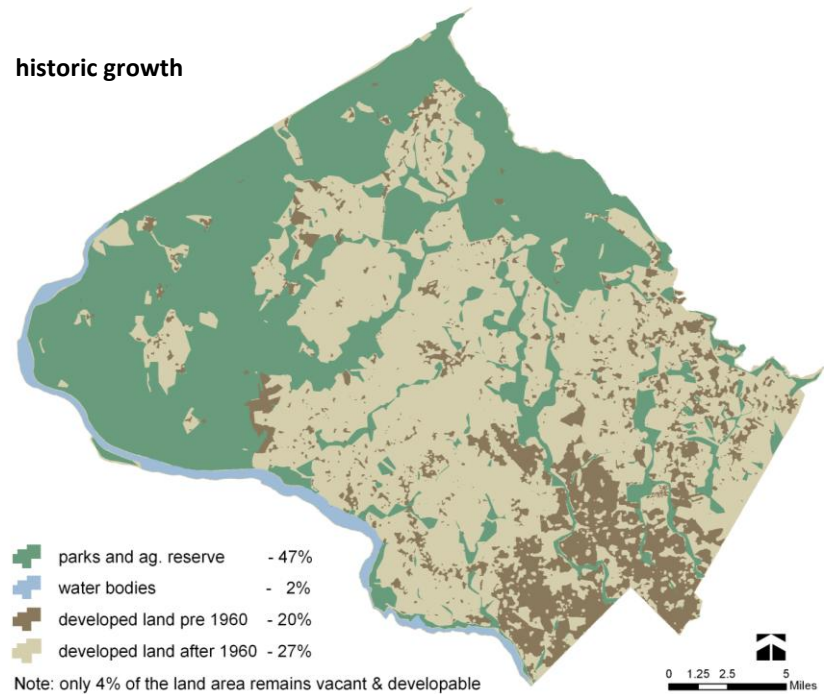 historic growth
parks and ag. reserve - 47%
water bodies - 2%
developed land pre 1960 - 20%
developed land after 1960 - 27%
Note: only 4% of the land area remains vacant & developable
0 1.25 2.5 5
Miles